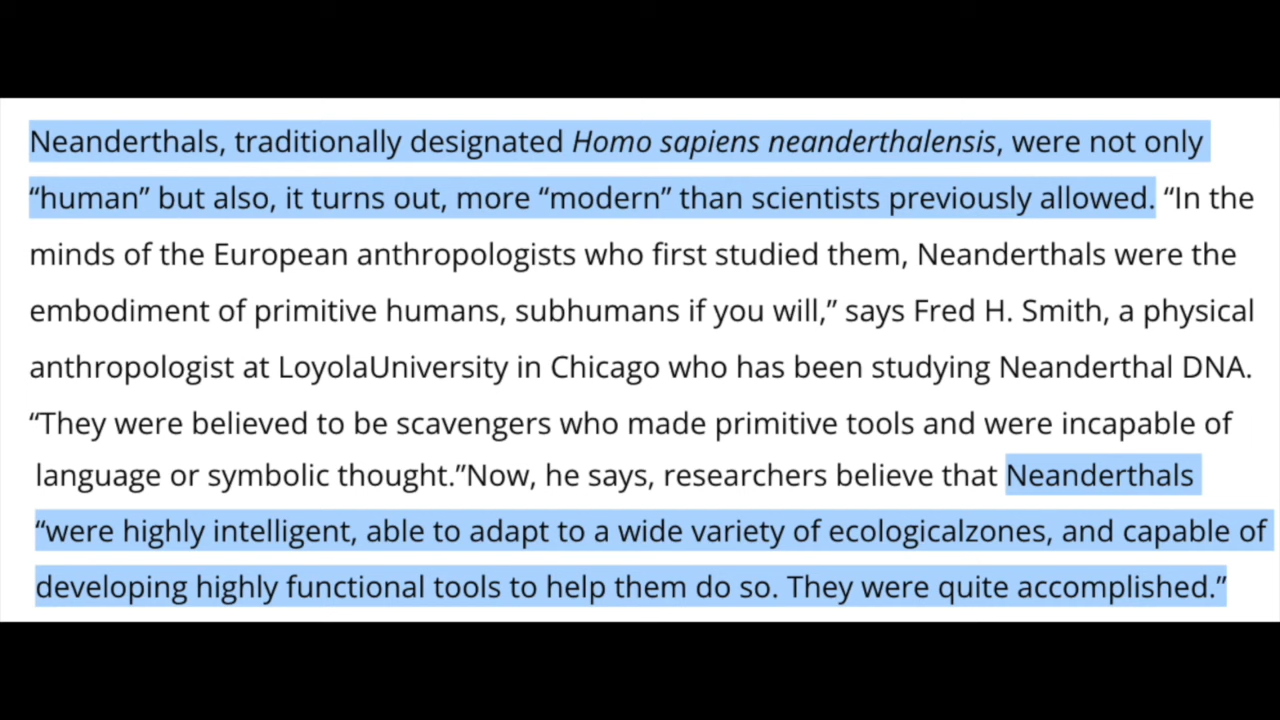 Neanderthals, traditionally designated Homo sapiens neanderthalensis, were not only
“human” but also, it turns out, more “modern” than scientists previously allowed. “In the
minds of the European anthropologists who first studied them, Neanderthals were the
embodiment of primitive humans, subhumans if you will,” says Fred H. Smith, a physical
anthropologist at LoyolaUniversity in Chicago who has been studying Neanderthal DNA.
“They were believed to be scavengers who made primitive tools and were incapable of
language or symbolic thought.”Now, he says, researchers believe that Neanderthals
“were highly intelligent, able to adapt to a wide variety of ecologicalzones, and capable of
developing highly functional tools to help them do so. They were quite accomplished.”